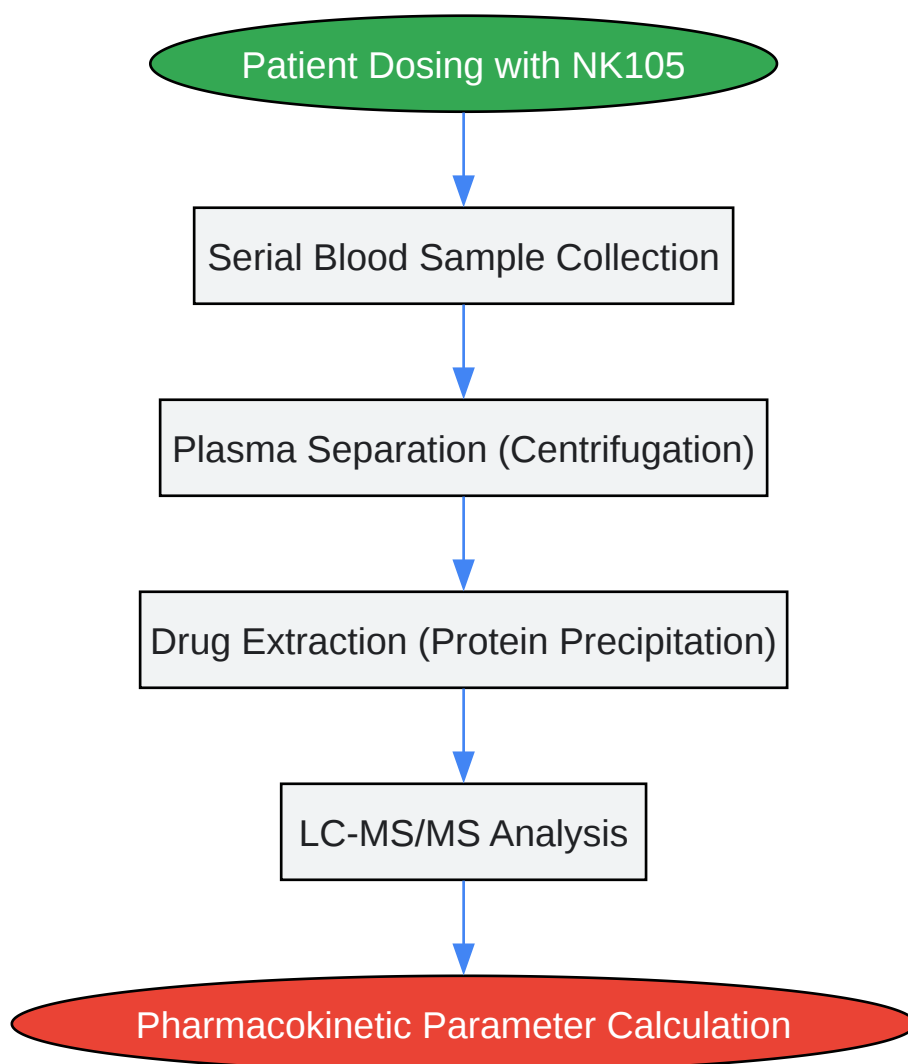 Patient Dosing with NK105
Serial Blood Sample Collection
Plasma Separation (Centrifugation)
Drug Extraction (Protein Precipitation)
LC-MS/MS Analysis
Pharmacokinetic Parameter Calculation